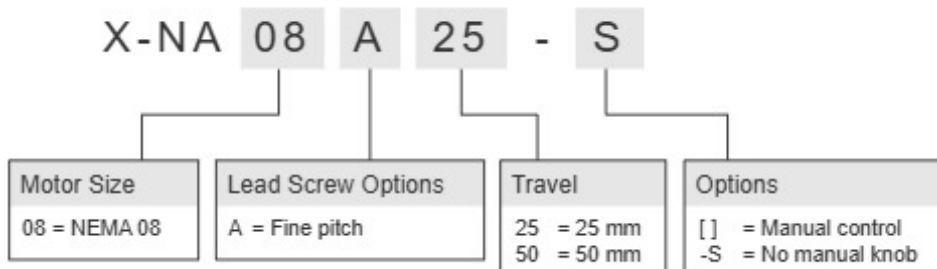 X-NA 08 A 25 - S
Motor Size
08 = NEMA 08
Lead Screw Options
A = Fine pitch
Travel
25 = 25 mm
50 = 50 mm
Options
[ ] = Manual control
-S = No manual knob